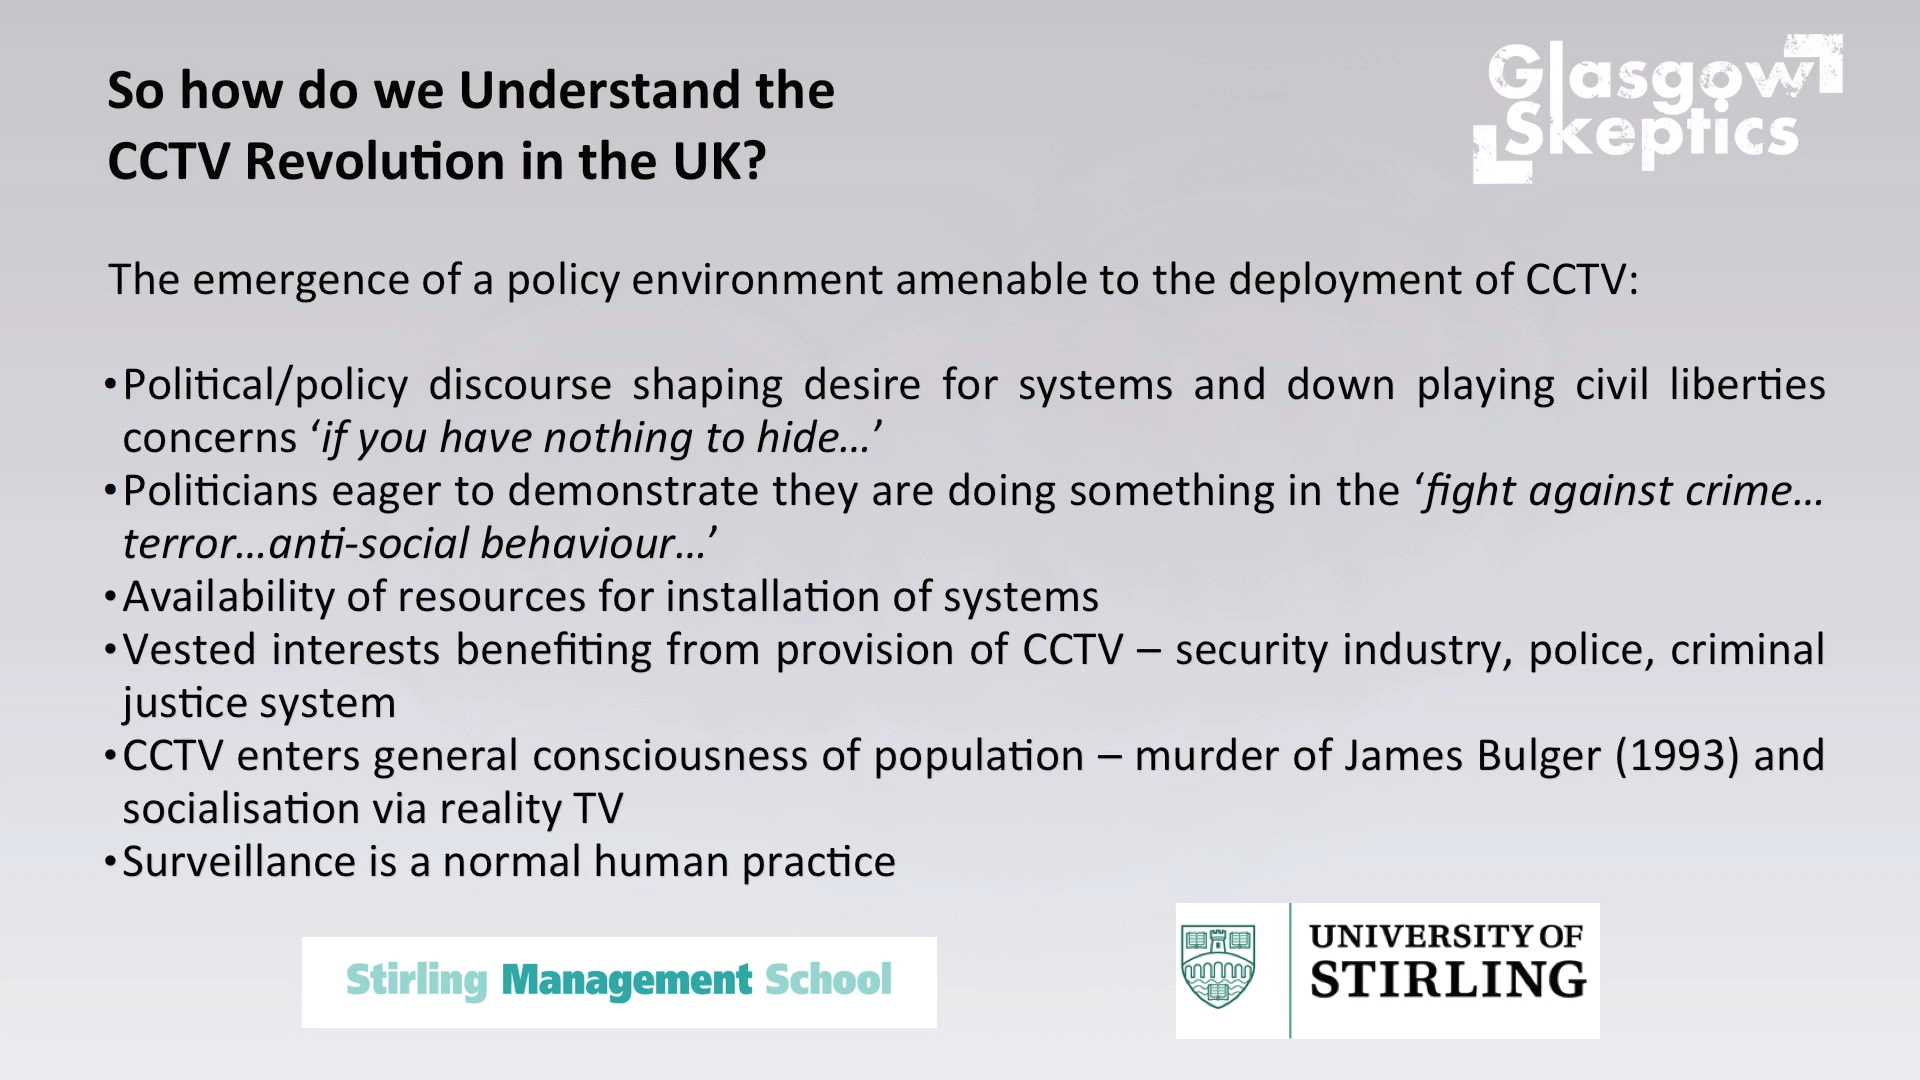 So how do we Understand the
CCTV Revolution in the UK?
Glasgow
Skeptics
The emergence of a policy environment amenable to the deployment of CCTV:
•Political/policy discourse shaping desire for systems and down playing civil liberties
concerns ‘if you have nothing to hide…’
•Politicians eager to demonstrate they are doing something in the ‘fight against crime…
terror…anti-social behaviour…’
•Availability of resources for installation of systems
•Vested interests benefiting from provision of CCTV – security industry, police, criminal
justice system
•CCTV enters general consciousness of population – murder of James Bulger (1993) and
socialisation via reality TV
•Surveillance is a normal human practice
Stirling Management School
UNIVERSITY OF
STIRLING